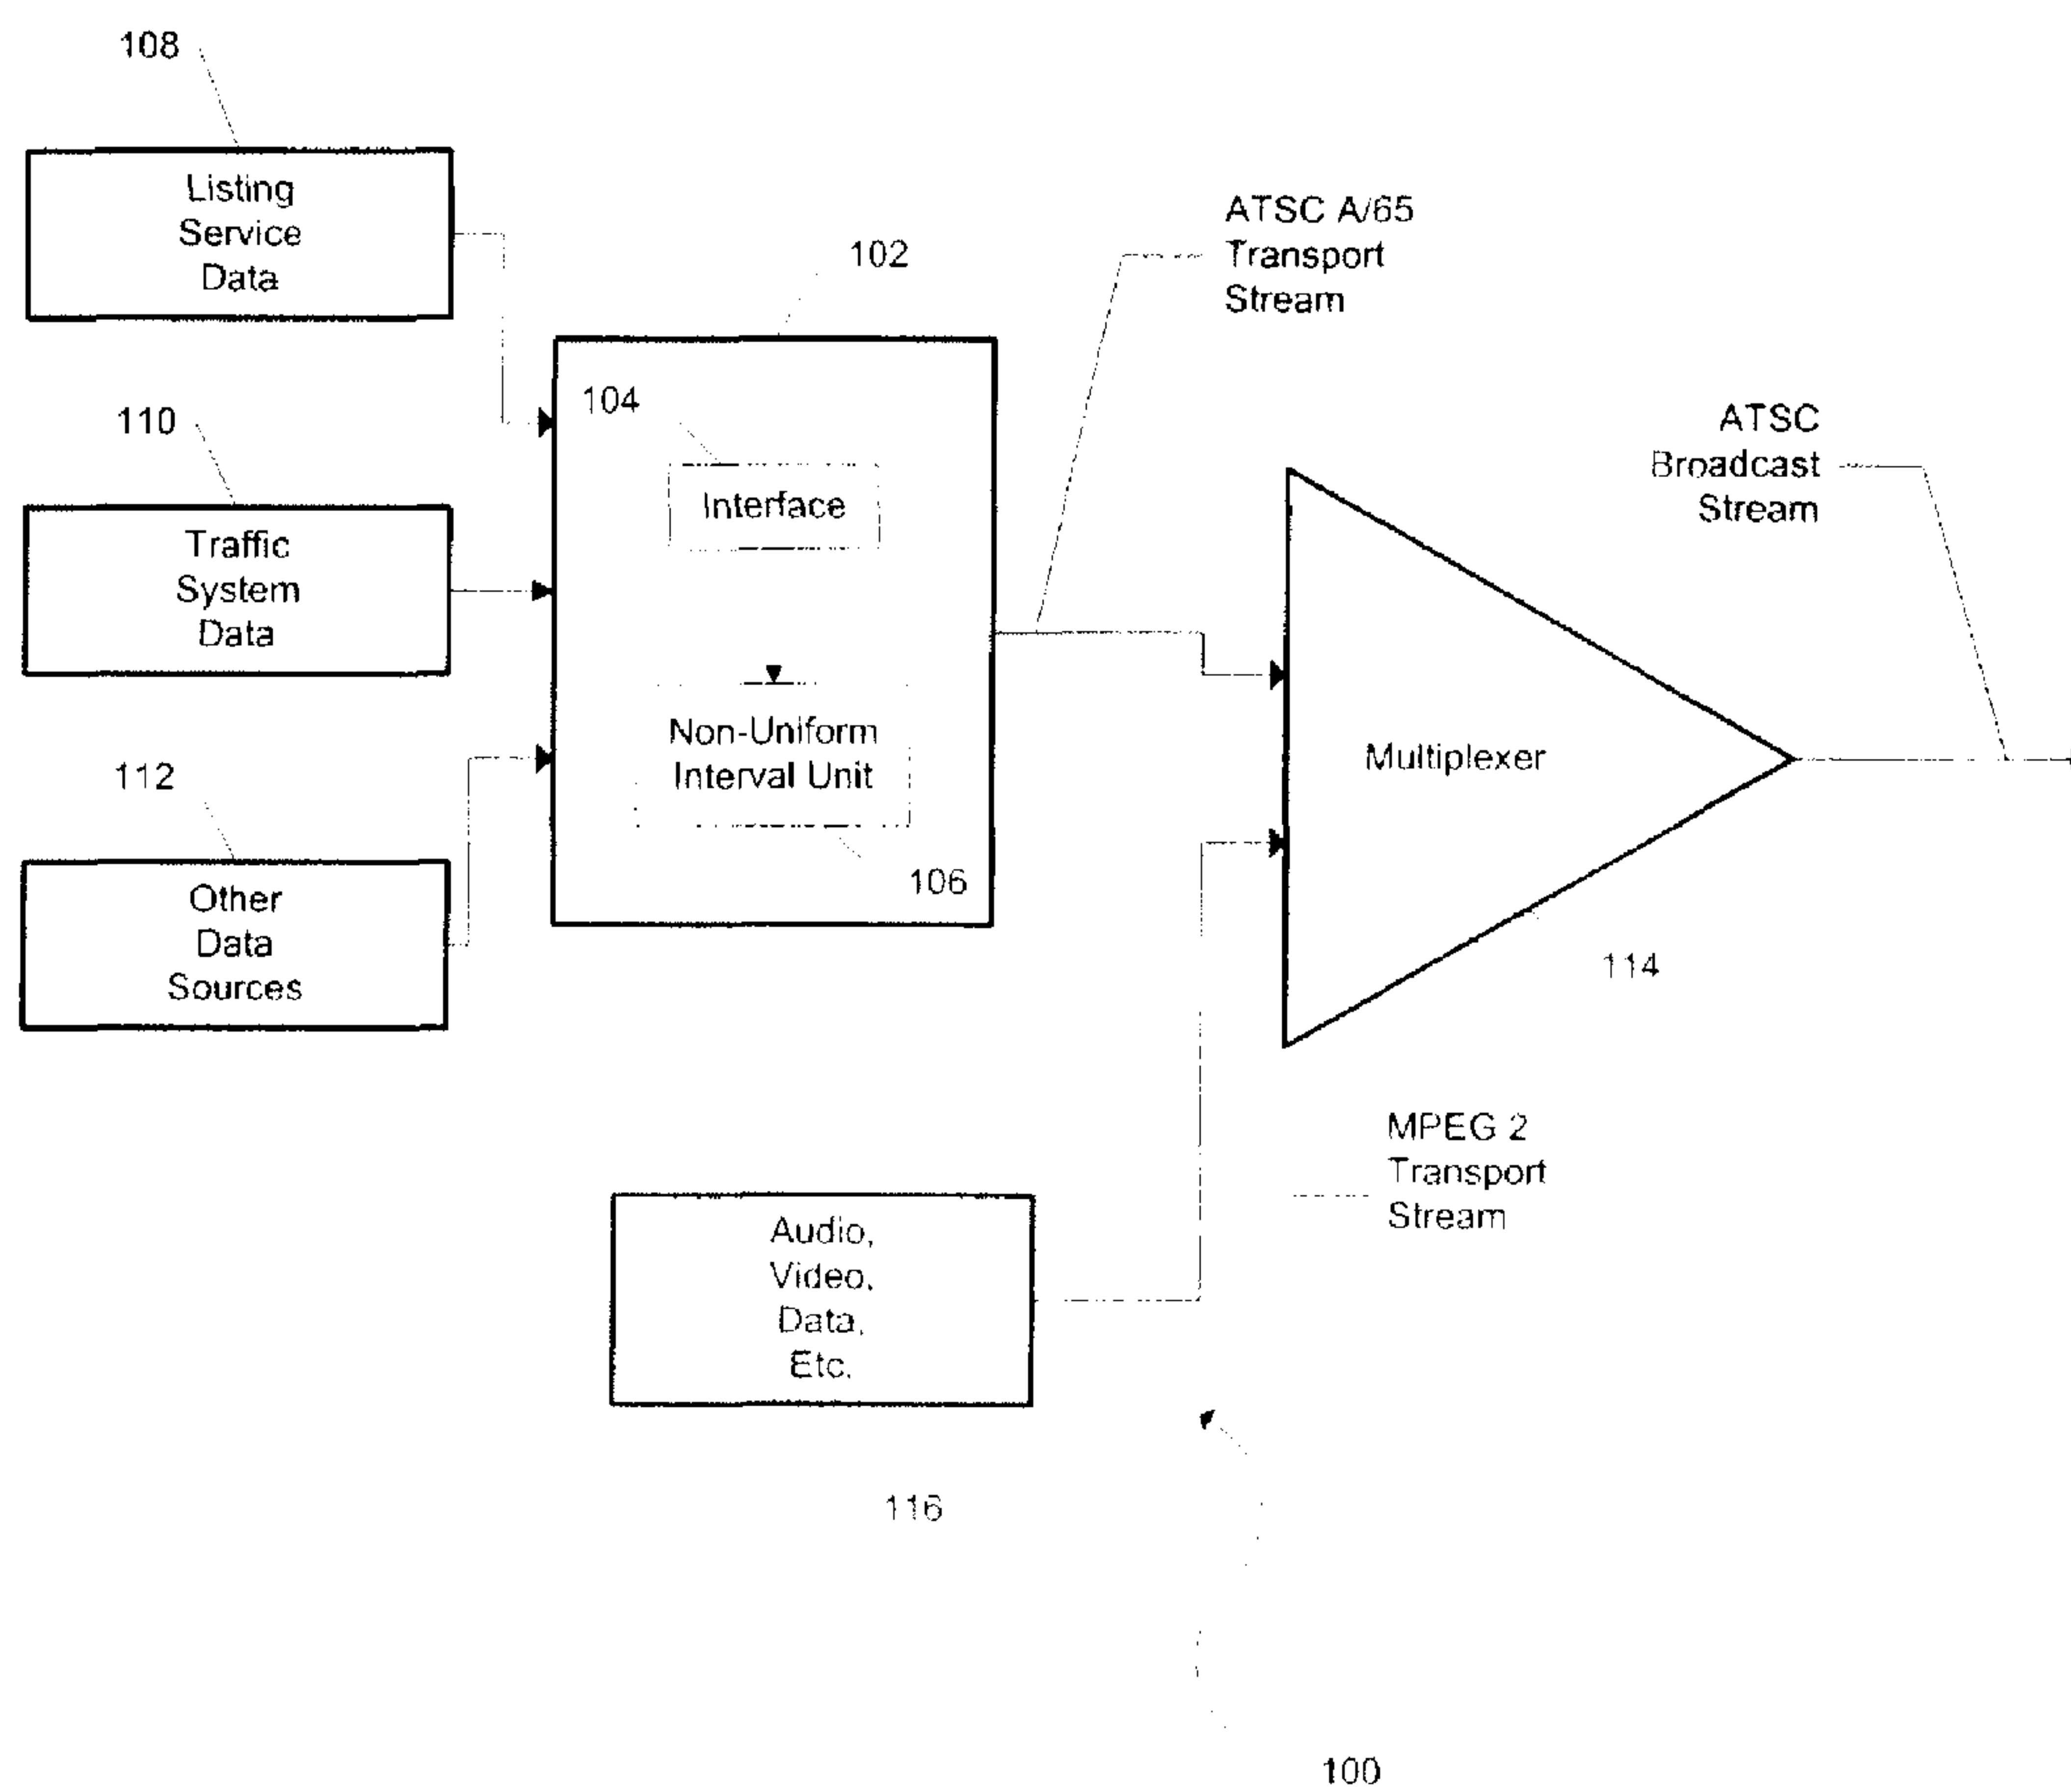 108
Listing
Service
Data
110
Traffic
System
Data
112
Other
Data
Sources
102
104
Interface
Non-Uniform
Interval Unit
106
ATSC A/65
Transport
Stream
ATSC
Broadcast
Stream
Multiplexer
114
MPEG 2
Transport
Stream
Audio,
Video,
Data,
Etc.
116
100